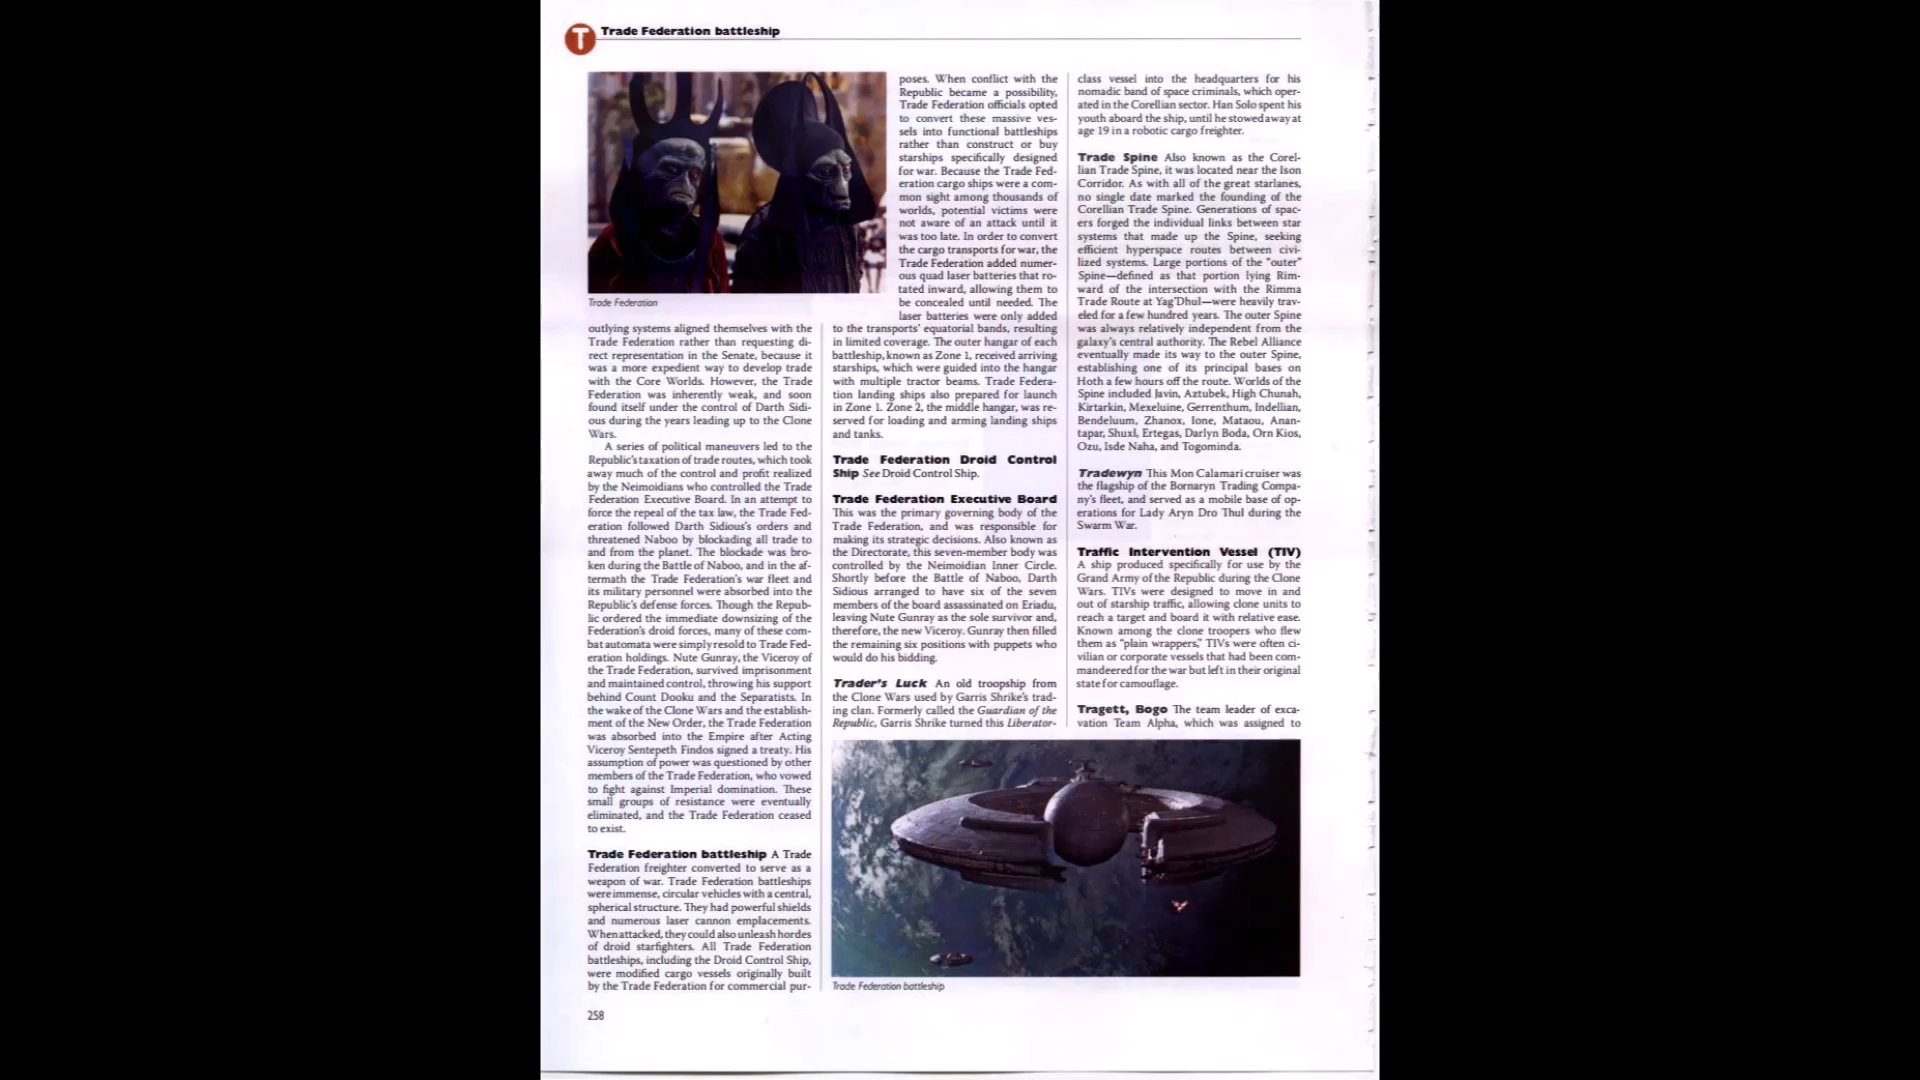 T Trade Federation battleship
Trade Federation
outlying systems aligned themselves with the
Trade Federation rather than requesting di-
rect representation in the Senate, because it
was a more expedient way to develop trade
with the Core Worlds. However, the Trade
Federation was inherently weak, and soon
found itself under the control of Darth Sidi-
ous during the years leading up to the Clone
Wars.
A series of political maneuvers led to the
Republic's taxation of trade routes, which took
away much of the control and profit realized
by the Neimoidians who controlled the Trade
Federation Executive Board. In an attempt to
force the repeal of the tax law, the Trade Fed-
eration followed Darth Sidious's orders and
threatened Naboo by blockading all trade to
and from the planet. The blockade was bro-
ken during the Battle of Naboo, and in the af-
termath the Trade Federation's war fleet and
its military personnel were absorbed into the
Republic's defense forces. Though the Repub-
lic ordered the immediate downsizing of the
Federation's droid forces, many of these com-
bat automata were simply resold to Trade Fed-
eration holdings. Nute Gunray, the Viceroy of
the Trade Federation, survived imprisonment
and maintained control, throwing his support
behind Count Dooku and the Separatists. In
the wake of the Clone Wars and the establish-
ment of the New Order, the Trade Federation
was absorbed into the Empire after Acting
Viceroy Sentepeth Findos signed a treaty. His
assumption of power was questioned by other
members of the Trade Federation, who vowed
to fight against Imperial domination. These
small groups of resistance were eventually
eliminated, and the Trade Federation ceased
to exist.
Trade Federation battleship A Trade
Federation freighter converted to serve as a
weapon of war. Trade Federation battleships
were immense, circular vehicles with a central,
spherical structure. They had powerful shields
and numerous laser cannon emplacements.
When attacked, they could also unleash hordes
of droid starfighters. All Trade Federation
battleships, including the Droid Control Ship,
were modified cargo vessels originally built
by the Trade Federation for commercial pur-
poses. When conflict with the
Republic became a possibility,
Trade Federation officials opted
to convert these massive ves-
sels into functional battleships
rather than construct or buy
starships specifically designed
for war. Because the Trade Fed-
eration cargo ships were a com-
mon sight among thousands of
worlds, potential victims were
not aware of an attack until it
was too late. In order to convert
the cargo transports for war, the
Trade Federation added numer-
ous quad laser batteries that ro-
tated inward, allowing them to
be concealed until needed. The
laser batteries were only added
to the transports' equatorial bands, resulting
in limited coverage. The outer hangar of each
battleship, known as Zone 1, received arriving
starships, which were guided into the hangar
with multiple tractor beams. Trade Federa-
tion landing ships also prepared for launch
in Zone 1. Zone 2, the middle hangar, was re-
served for loading and arming landing ships
and tanks.
Trade Federation Droid Control
Ship See Droid Control Ship.
Trade Federation Executive Board
This was the primary governing body of the
Trade Federation, and was responsible for
making its strategic decisions. Also known as
the Directorate, this seven-member body was
controlled by the Neimoidian Inner Circle.
Shortly before the Battle of Naboo, Darth
Sidious arranged to have six of the seven
members of the board assassinated on Eriadu,
leaving Nute Gunray as the sole survivor and,
therefore, the new Viceroy. Gunray then filled
the remaining six positions with puppets who
would do his bidding.
Trader's Luck An old troopship from
the Clone Wars used by Garris Shrike's trad-
ing clan. Formerly called the Guardian of the
Republic, Garris Shrike turned this Liberator-
class vessel into the headquarters for his
nomadic band of space criminals, which oper-
ated in the Corellian sector. Han Solo spent his
youth aboard the ship, until he stowed away at
age 19 in a robotic cargo freighter.
Trade Spine Also known as the Corel-
lian Trade Spine, it was located near the Ison
Corridor. As with all of the great starlanes,
no single date marked the founding of the
Corellian Trade Spine. Generations of spac-
ers forged the individual links between star
systems that made up the Spine, seeking
efficient hyperspace routes between civi-
lized systems. Large portions of the "outer"
Spine—defined as that portion lying Rim-
ward of the intersection with the Rimma
Trade Route at Yag'Dhul—were heavily trav-
eled for a few hundred years. The outer Spine
was always relatively independent from the
galaxy's central authority. The Rebel Alliance
eventually made its way to the outer Spine,
establishing one of its principal bases on
Hoth a few hours off the route. Worlds of the
Spine included Javin, Aztubek, High Chunah,
Kirtarkin, Mexeluine, Gerrenthum, Indellian,
Bendeluum, Zhanox, Ione, Mataou, Anan-
tapar, Shuxl, Ertegas, Darlyn Boda, Orn Kios,
Ozu, Isde Naha, and Togominda.
Tradewyn This Mon Calamari cruiser was
the flagship of the Bornaryn Trading Compa-
ny's fleet, and served as a mobile base of op-
erations for Lady Aryn Dro Thul during the
Swarm War.
Traffic Intervention Vessel (TIV)
A ship produced specifically for use by the
Grand Army of the Republic during the Clone
Wars. TIVs were designed to move in and
out of starship traffic, allowing clone units to
reach a target and board it with relative ease.
Known among the clone troopers who flew
them as "plain wrappers," TIVs were often ci-
vilian or corporate vessels that had been com-
mandeered for the war but left in their original
state for camouflage.
Tragett, Bogo The team leader of exca-
vation Team Alpha, which was assigned to
Trade Federation battleship
258